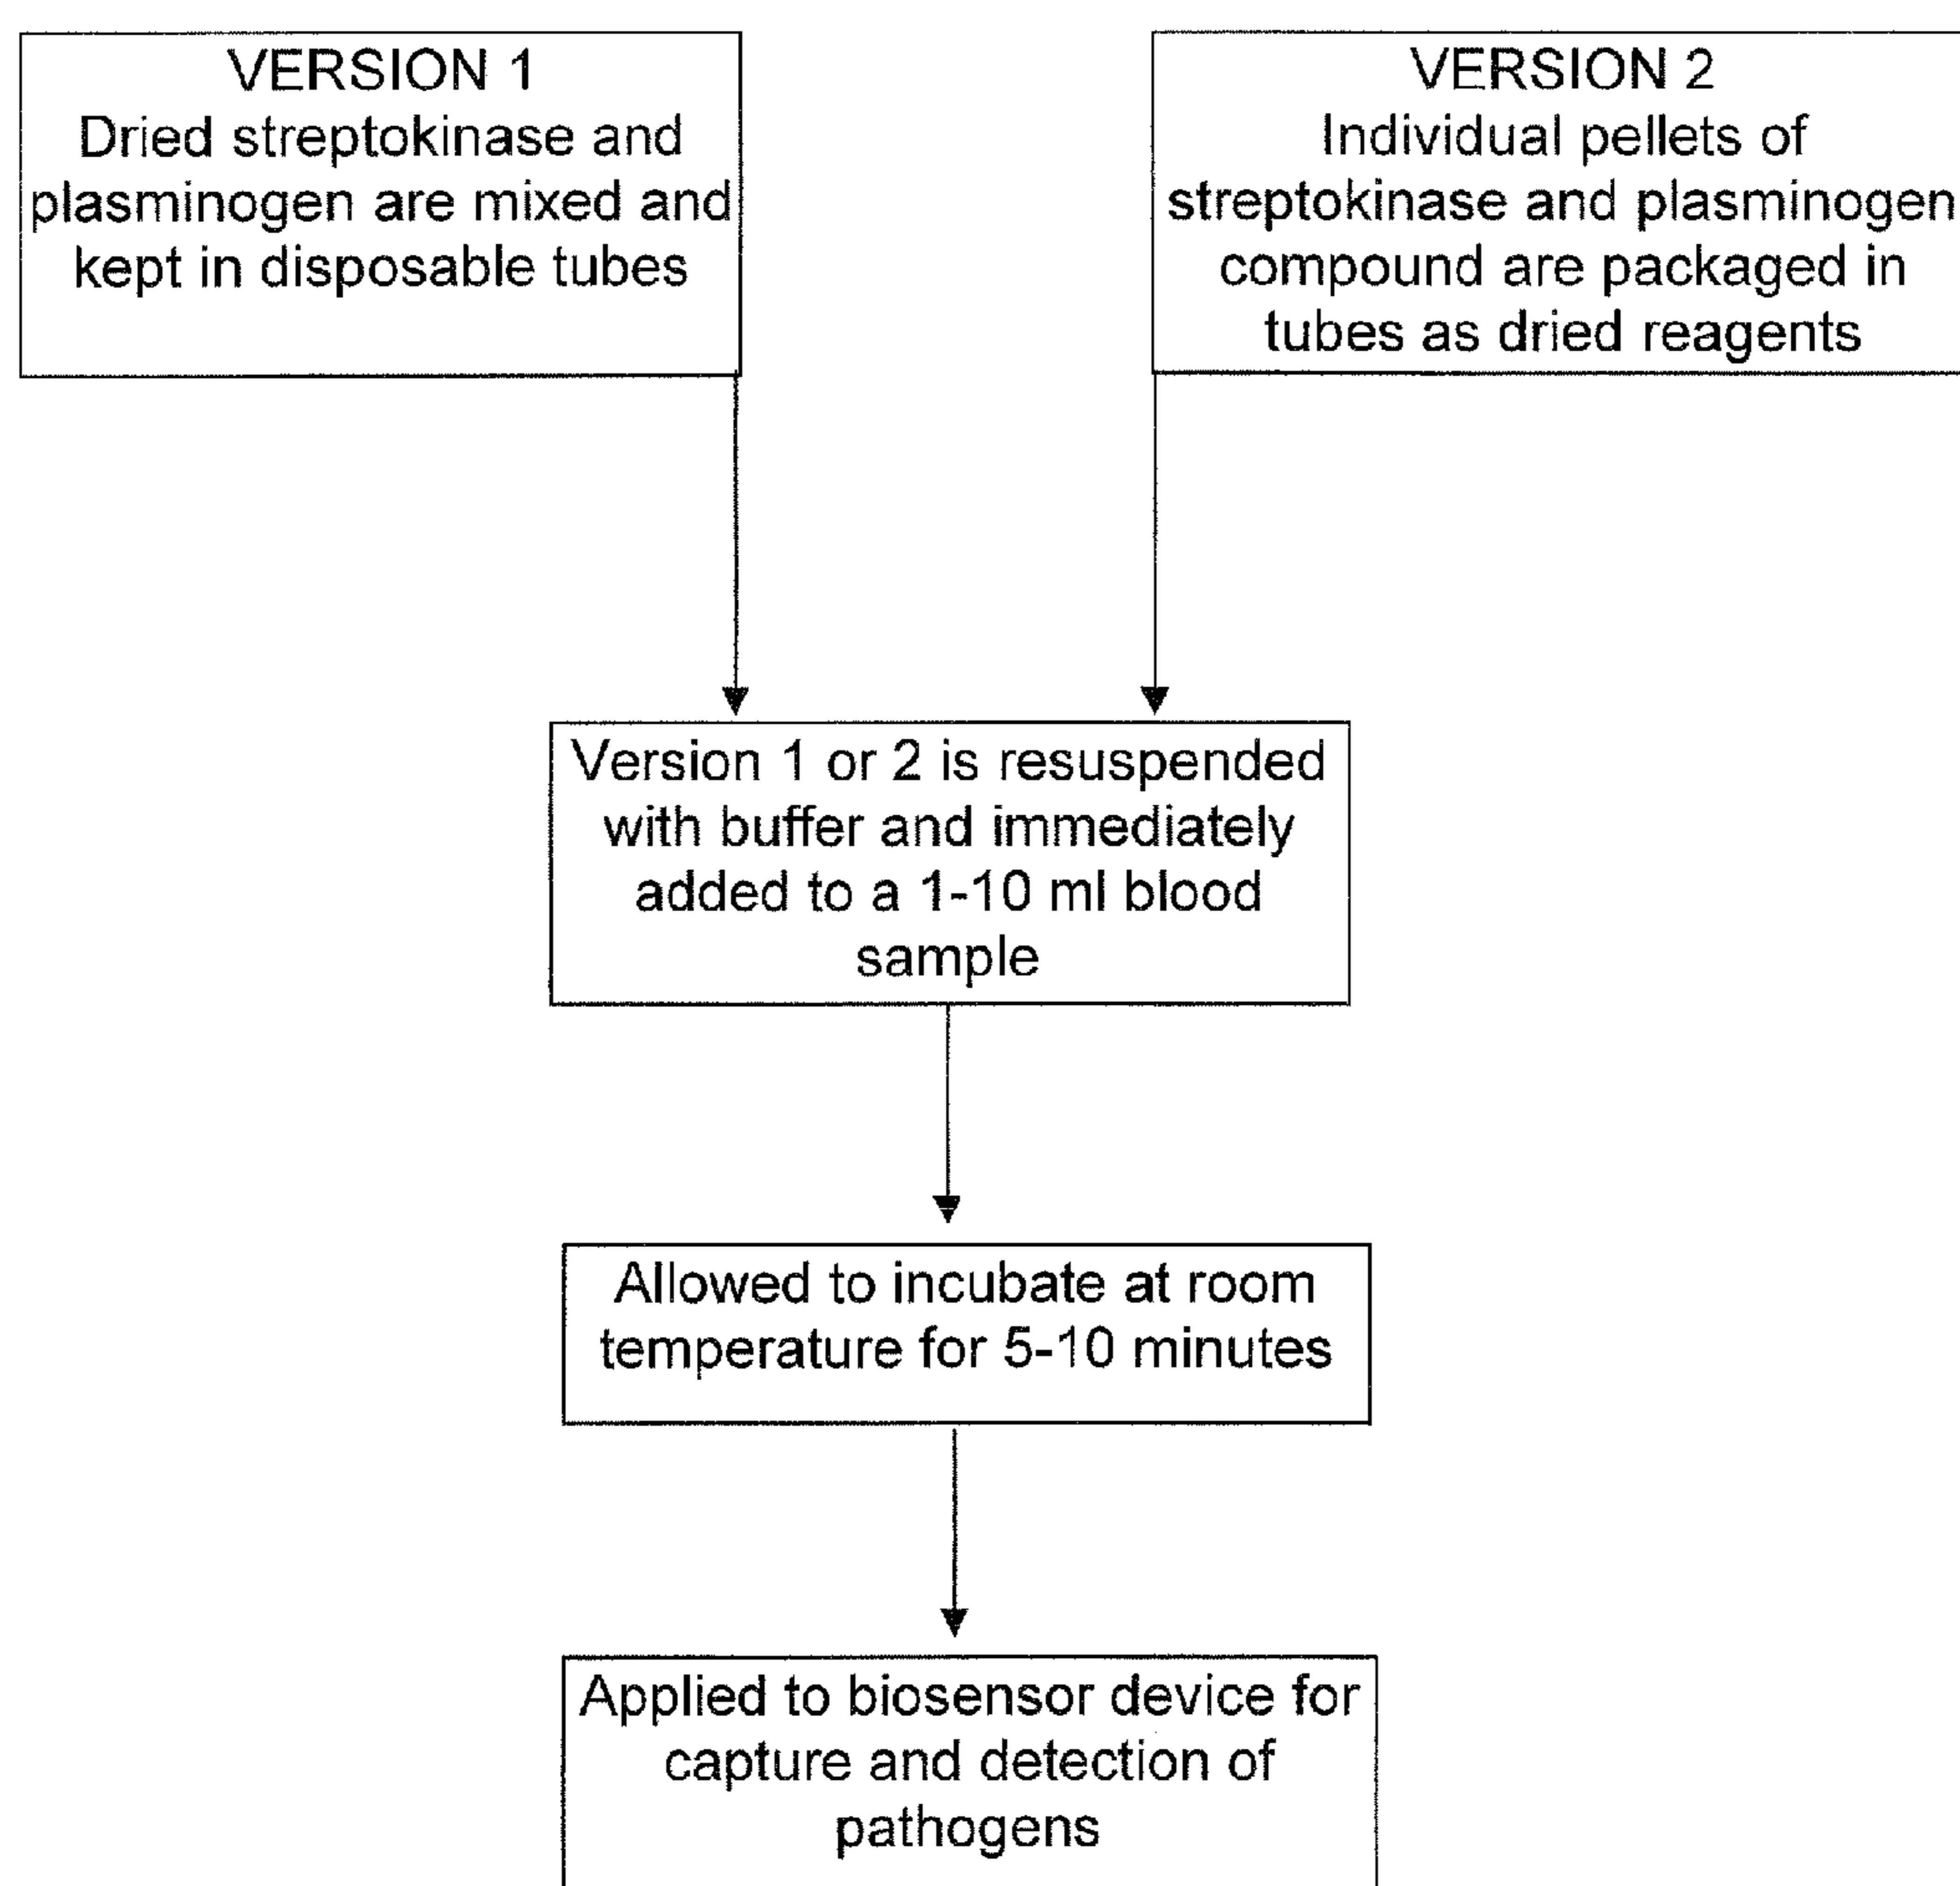 VERSION 1
Dried streptokinase and
plasminogen are mixed and
kept in disposable tubes
VERSION 2
Individual pellets of
streptokinase and plasminogen
compound are packaged in
tubes as dried reagents
Version 1 or 2 is resuspended
with buffer and immediately
added to a 1-10 ml blood
sample
Allowed to incubate at room
temperature for 5-10 minutes
Applied to biosensor device for
capture and detection of
pathogens